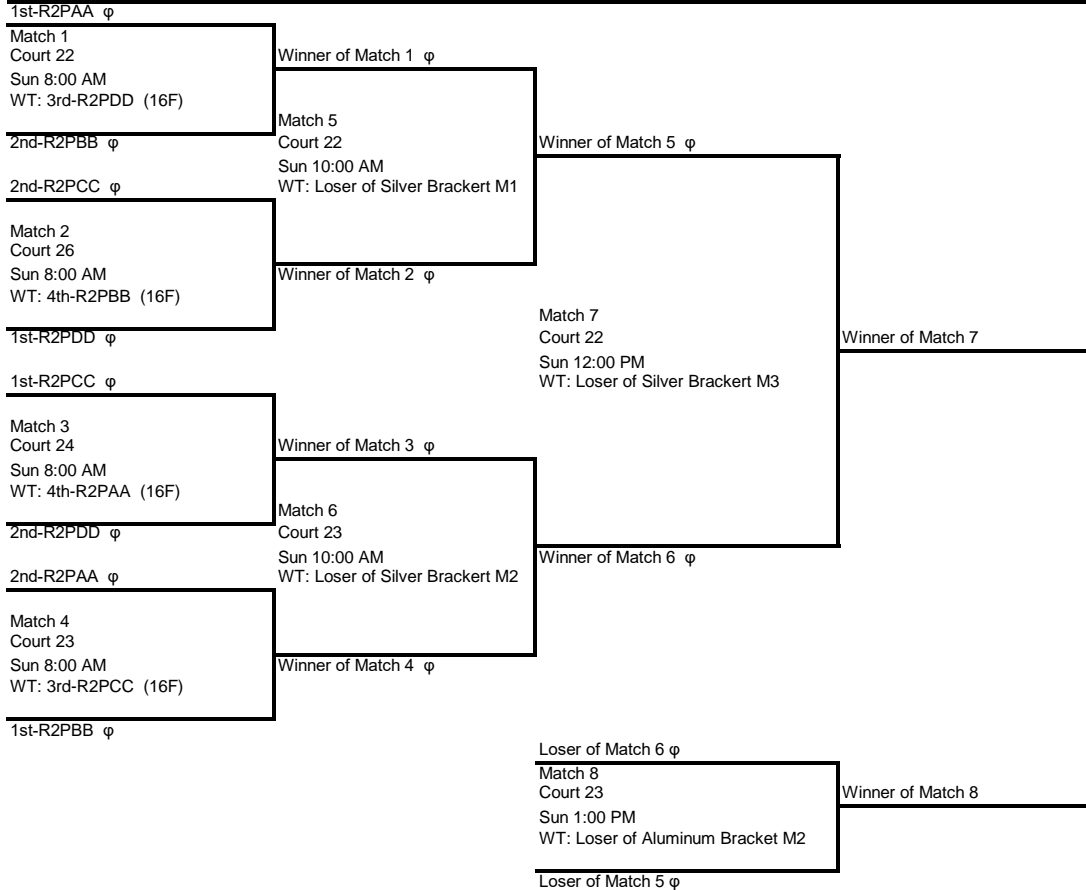 1st-R2PAA φ
Match 1
Court 22
Sun 8:00 AM
WT: 3rd-R2PDD (16F)
2nd-R2PBB φ
2nd-R2PCC φ
Match 2
Court 26
Sun 8:00 AM
WT: 4th-R2PBB (16F)
1st-R2PDD φ
1st-R2PCC φ
Match 3
Court 24
Sun 8:00 AM
WT: 4th-R2PAA (16F)
2nd-R2PDD φ
2nd-R2PAA φ
Match 4
Court 23
Sun 8:00 AM
WT: 3rd-R2PCC (16F)
1st-R2PBB φ
Winner of Match 1 φ
Match 5
Court 22
Sun 10:00 AM
WT: Loser of Silver Brackert M1
Winner of Match 2 φ
Winner of Match 3 φ
Match 6
Court 23
Sun 10:00 AM
WT: Loser of Silver Brackert M2
Winner of Match 4 φ
Winner of Match 5 φ
Match 7
Court 22
Sun 12:00 PM
WT: Loser of Silver Brackert M3
Winner of Match 6 φ
Winner of Match 7
Loser of Match 6 φ
Match 8
Court 23
Sun 1:00 PM
WT: Loser of Aluminum Bracket M2
Loser of Match 5 φ
Winner of Match 8